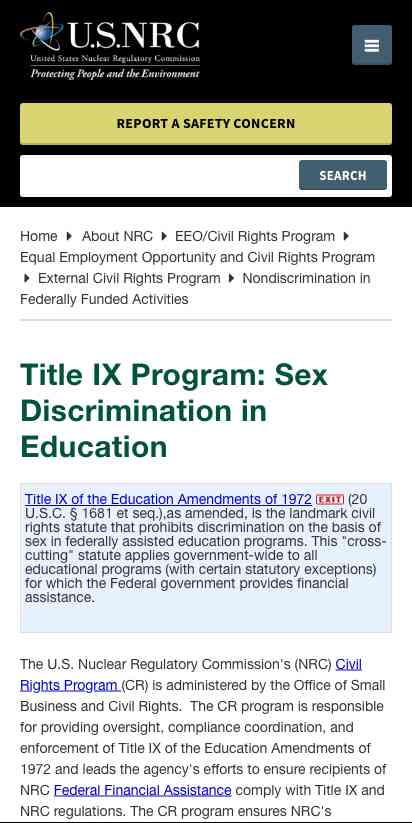 U.S.NRC
United States Nuclear Regulatory Commission
Protecting People and the Environment
REPORT A SAFETY CONCERN
SEARCH
Home ▶ About NRC ▶ EEO/Civil Rights Program ▶
Equal Employment Opportunity and Civil Rights Program
▶ External Civil Rights Program ▶ Nondiscrimination in
Federally Funded Activities
Title IX Program: Sex
Discrimination in
Education
Title IX of the Education Amendments of 1972 EXIT (20
U.S.C. § 1681 et seq.),as amended, is the landmark civil
rights statute that prohibits discrimination on the basis of
sex in federally assisted education programs. This "cross-
cutting" statute applies government-wide to all
educational programs (with certain statutory exceptions)
for which the Federal government provides financial
assistance.
The U.S. Nuclear Regulatory Commission's (NRC) Civil
Rights Program (CR) is administered by the Office of Small
Business and Civil Rights.  The CR program is responsible
for providing oversight, compliance coordination, and
enforcement of Title IX of the Education Amendments of
1972 and leads the agency's efforts to ensure recipients of
NRC Federal Financial Assistance comply with Title IX and
NRC regulations. The CR program ensures NRC's